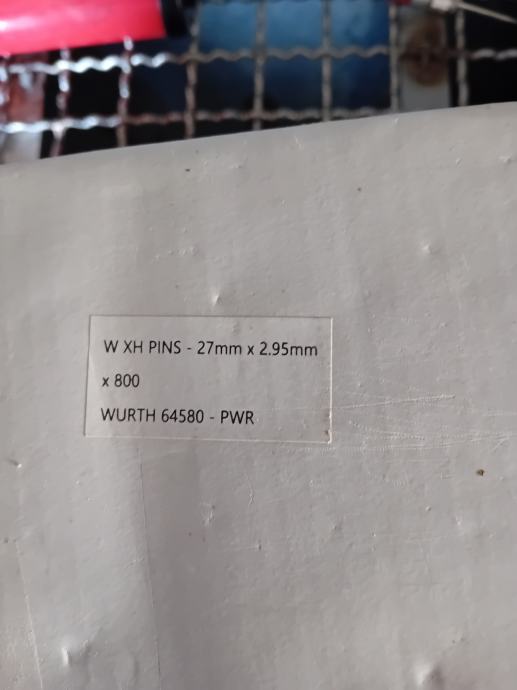 W XH PINS - 27mm x 2.95mm
x 800
WURTH 64580 - PWR